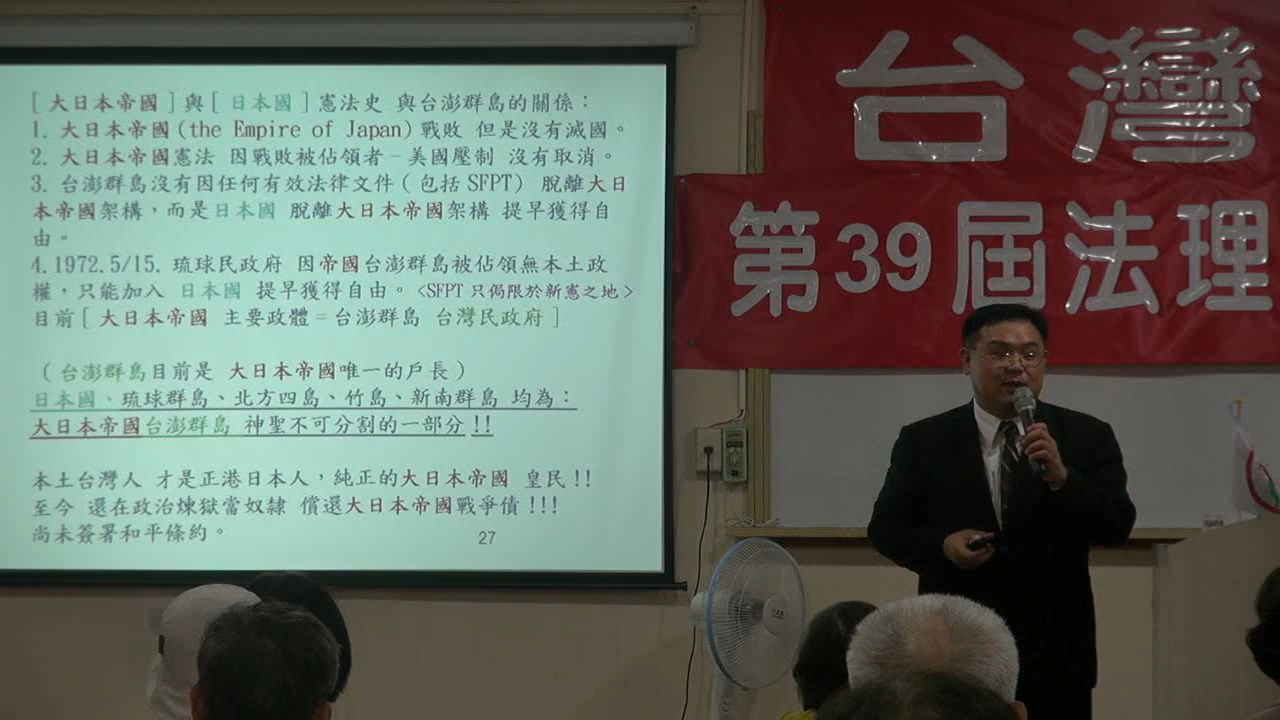 [ 大日本帝國 ] 與 [ 日本國 ] 憲法史 與台澎群島的關係：
1. 大日本帝國 (the Empire of Japan) 戰敗 但是沒有滅國。
2. 大日本帝國憲法 因戰敗被佔領者－美國壓制 沒有取消。
3. 台澎群島沒有因任何有效法律文件 ( 包括 SFPT) 脫離大日
本帝國架構，而是日本國 脫離大日本帝國架構 提早獲得自
由。
4.1972.5/15. 琉球民政府 因帝國台澎群島被佔領無本土政
權，只能加入 日本國 提早獲得自由。<SFPT 只侷限於新憲之地>
目前 [ 大日本帝國 主要政體 = 台澎群島 台灣民政府 ]
( 台澎群島目前是 大日本帝國唯一的戶長 )
日本國、琉球群島、北方四島、竹島、新南群島 均為：
大日本帝國台澎群島 神聖不可分割的一部分 !!
本土台灣人 才是正港日本人，純正的大日本帝國 皇民 !!
至今 還在政治煉獄當奴隸 償還大日本帝國戰爭債 !!!
尚未簽署和平條約。
27
台灣
第39屆法理